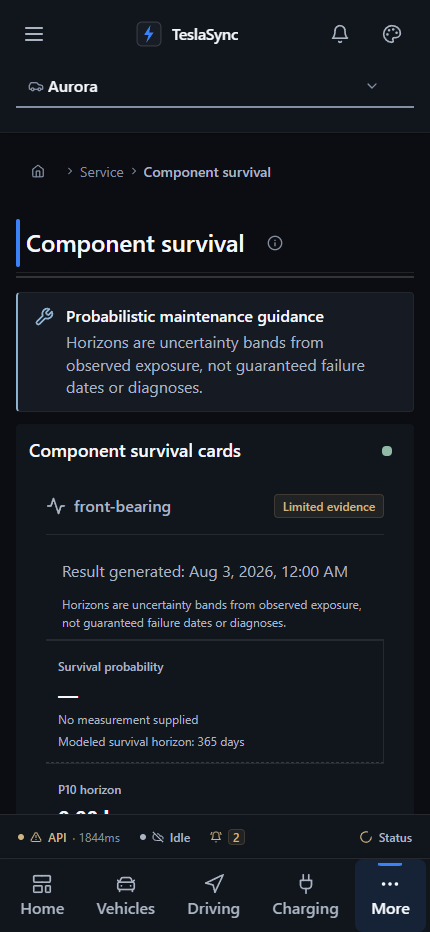 TeslaSync
Aurora
Service
Component survival
Component survival
Probabilistic maintenance guidance
Horizons are uncertainty bands from
observed exposure, not guaranteed failure
dates or diagnoses.
Component survival cards
front-bearing
Limited evidence
Result generated: Aug 3, 2026, 12:00 AM
Horizons are uncertainty bands from observed exposure,
not guaranteed failure dates or diagnoses.
Survival probability
—
No measurement supplied
Modeled survival horizon: 365 days
P10 horizon
API · 1844ms
Idle
2
Status
Home
Vehicles
Driving
Charging
More